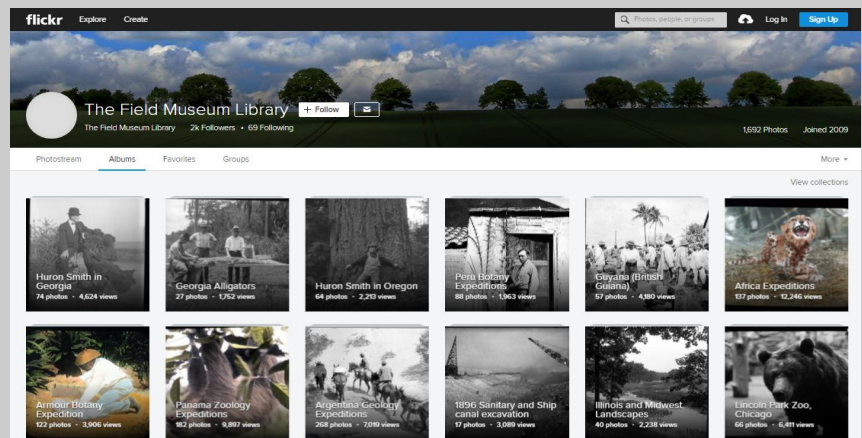 flickr Explore Create Photos, people, or groups Log In Sign Up
The Field Museum Library + Follow
The Field Museum Library 2k Followers • 69 Following
1,692 Photos Joined 2009
Photostream Albums Favorites Groups More
View collections
Huron Smith in
Georgia
74 photos - 4,624 views
Georgia Alligators
27 photos - 1,752 views
Huron Smith in Oregon
64 photos - 2,213 views
Peru Botany
Expeditions
88 photos - 1,963 views
Guyana (British
Guiana)
57 photos - 4,180 views
Africa Expeditions
137 photos - 12,246 views
Armour Botany
Expedition
122 photos - 3,906 views
Panama Zoology
Expeditions
182 photos - 9,897 views
Argentina Geology
Expeditions
268 photos - 7,019 views
1896 Sanitary and Ship
canal excavation
17 photos - 3,089 views
Illinois and Midwest
Landscapes
40 photos - 2,238 views
Lincoln Park Zoo,
Chicago
66 photos - 6,411 views